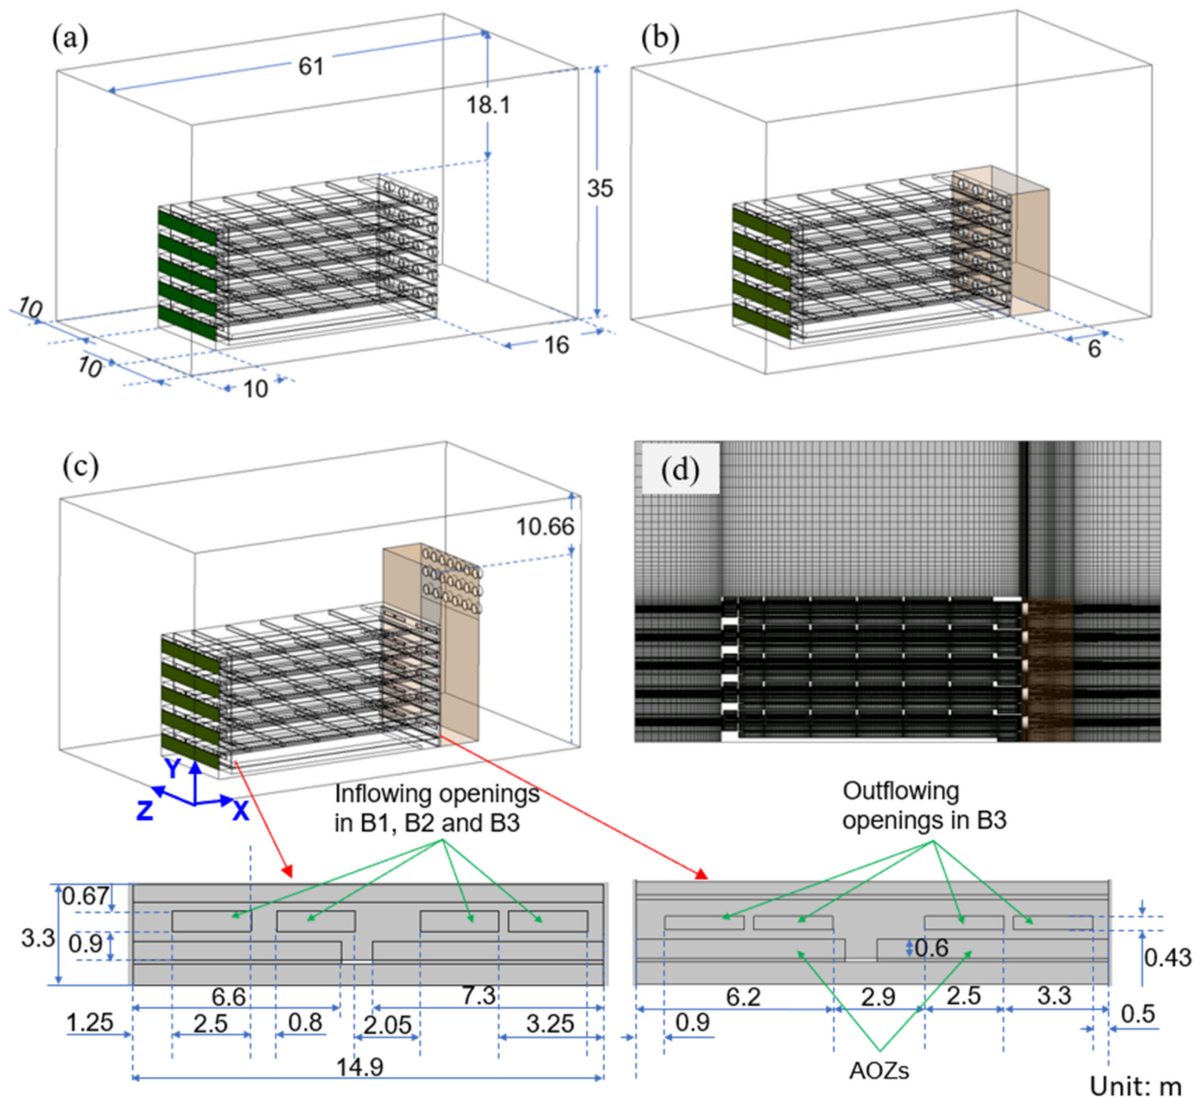 (a)
61
18.1
35
10
10
10
16
(b)
6
(c)
10.66
Y
Z
X
(d)
Inflowing openings
in B1, B2 and B3
Outflowing
openings in B3
0.67
3.3
0.9
6.6
7.3
1.25
2.5
0.8
2.05
3.25
14.9
0.6
0.43
6.2
2.9
2.5
3.3
0.9
0.5
AOZs
Unit: m